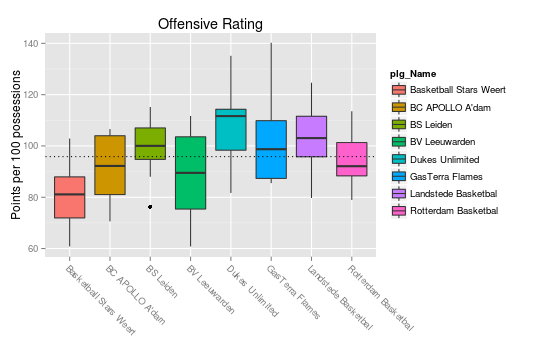 Offensive Rating
Points per 100 possessions
140
120
100
80
60
Basketball Stars Weert
BC APOLLO A'dam
BS Leiden
BV Leeuwarden
Dukes Unlimited
GasTerra Flames
Landstede Basketbal
Rotterdam Basketbal
plg_Name
Basketball Stars Weert
BC APOLLO A'dam
BS Leiden
BV Leeuwarden
Dukes Unlimited
GasTerra Flames
Landstede Basketbal
Rotterdam Basketbal